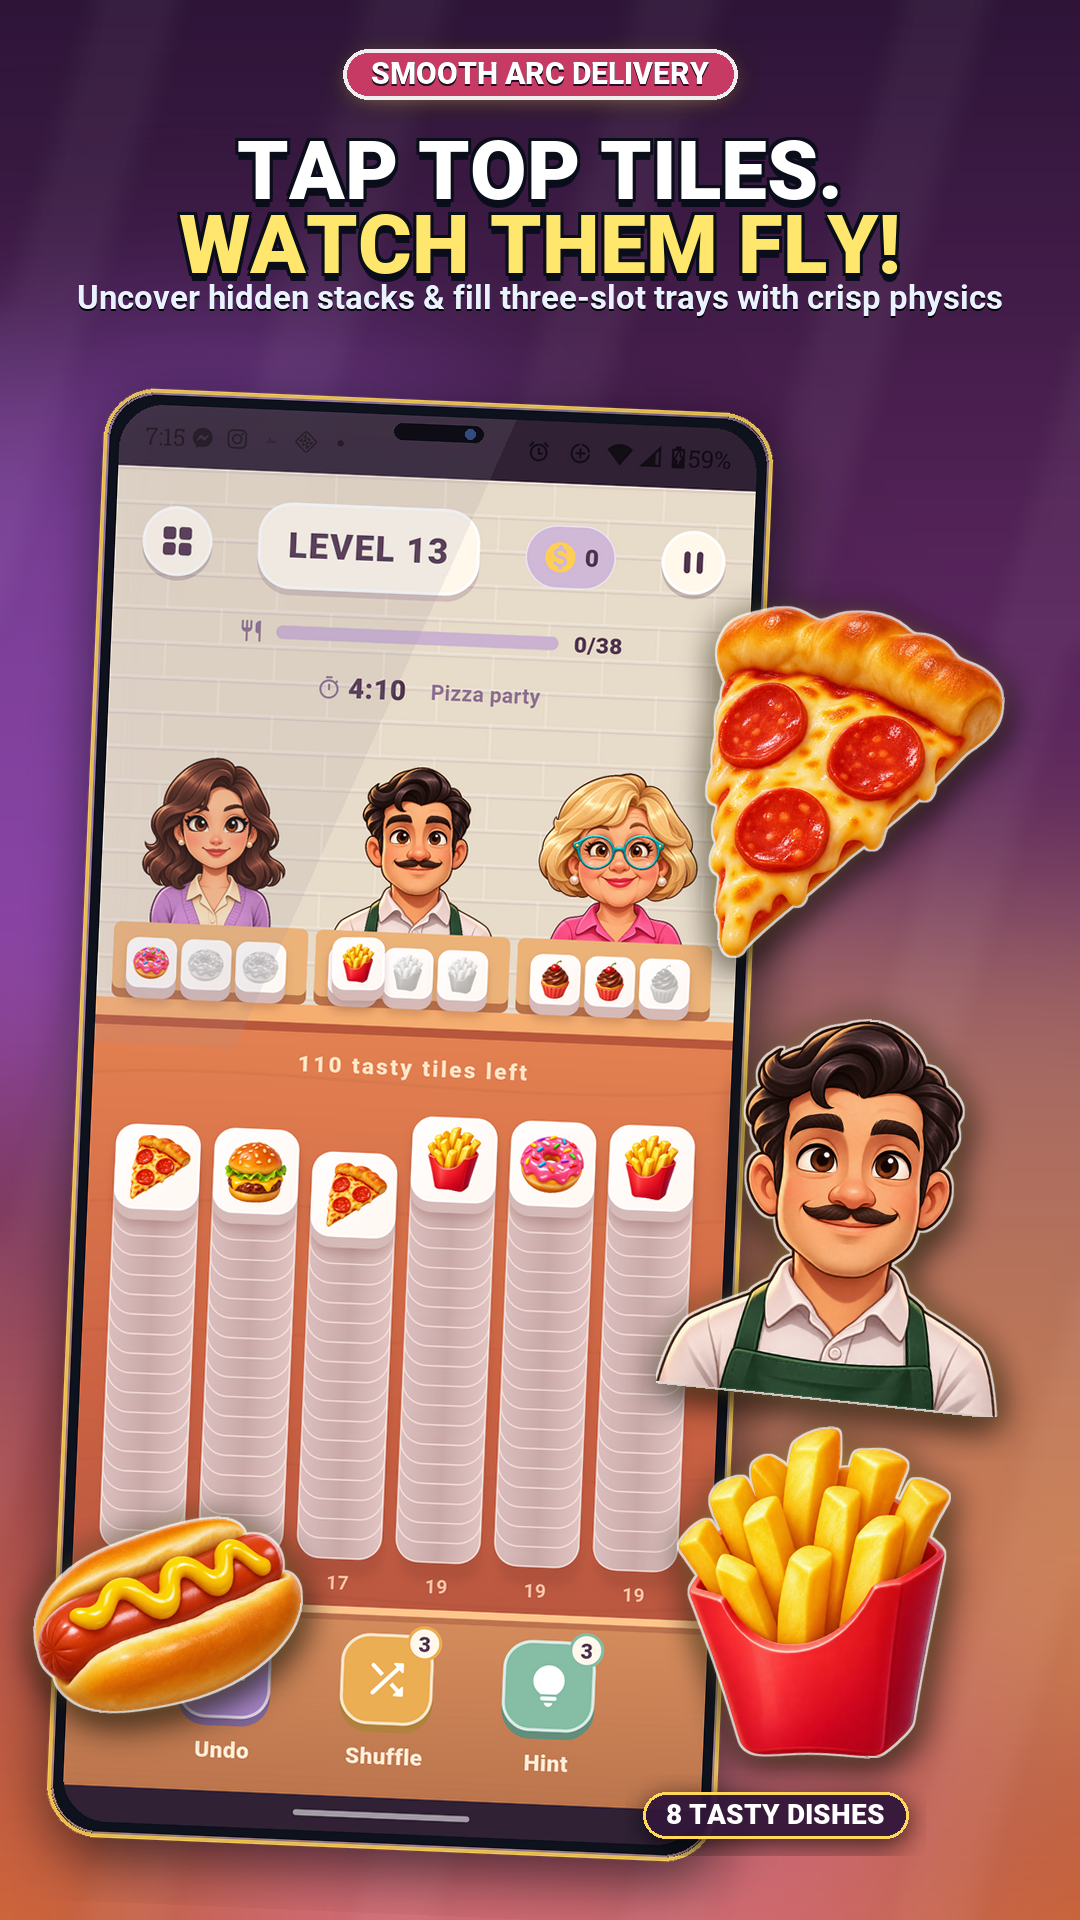 SMOOTH ARC DELIVERY
TAP TOP TILES.
WATCH THEM FLY!
Uncover hidden stacks & fill three-slot trays with crisp physics
7:15
59%
LEVEL 13
0
0/38
4:10 Pizza party
110 tasty tiles left
17 19 19 19
3 3
Undo Shuffle Hint
8 TASTY DISHES